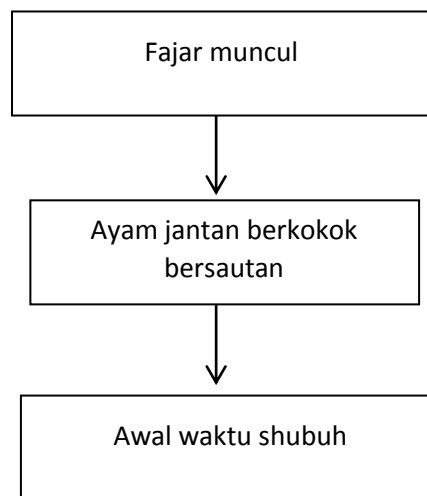 Fajar muncul
Ayam jantan berkokok
bersautan
Awal waktu shubuh